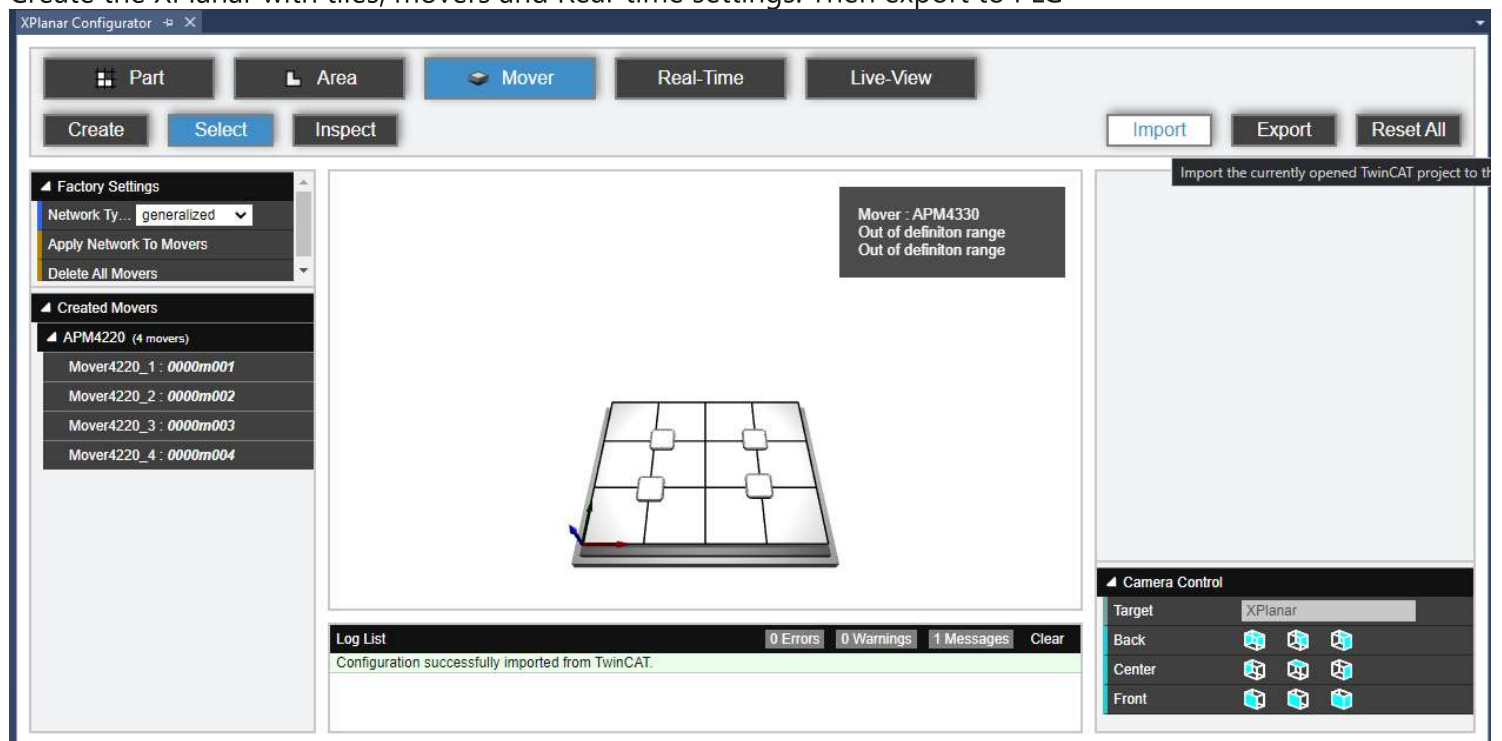 Create the XPlanar with tiles, movers and Real-time settings. Then export to PLC
XPlanar Configurator
Part Area Mover Real-Time Live-View
Create Select Inspect Import Export Reset All
Import the currently opened TwinCAT project to th
Factory Settings
Network Ty... generalized
Apply Network To Movers
Delete All Movers
Created Movers
APM4220 (4 movers)
Mover4220_1 : 0000m001
Mover4220_2 : 0000m002
Mover4220_3 : 0000m003
Mover4220_4 : 0000m004
Mover : APM4330
Out of definiton range
Out of definiton range
Log List 0 Errors 0 Warnings 1 Messages Clear
Configuration successfully imported from TwinCAT.
Camera Control
Target XPlanar
Back
Center
Front